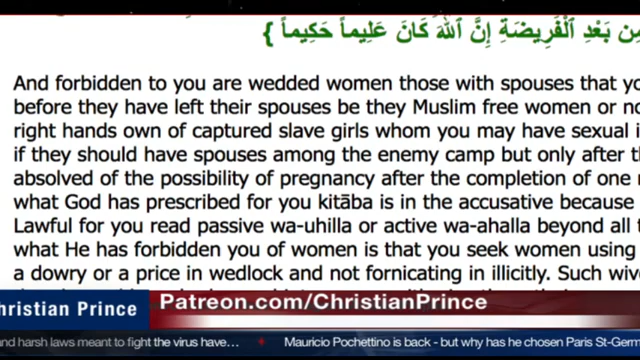 مِن بَعْدِ ٱلْفَرِيضَةِ إِنَّ ٱللَّهَ كَانَ عَلِيماً حَكِيماً }
And forbidden to you are wedded women those with spouses that
before they have left their spouses be they Muslim free women or
right hands own of captured slave girls whom you may have sexual
if they should have spouses among the enemy camp but only after
absolved of the possibility of pregnancy after the completion of one
what God has prescribed for you kitāba is in the accusative because
Lawful for you read passive wa-uhilla or active wa-ahalla beyond all
what He has forbidden you of women is that you seek women using
a dowry or a price in wedlock and not fornicating in illicitly. Such
Christian Prince
Patreon.com/ChristianPrince
and harsh laws meant to fight the virus have... ♦ Mauricio Pochettino is back - but why has he chosen Paris St-Germ